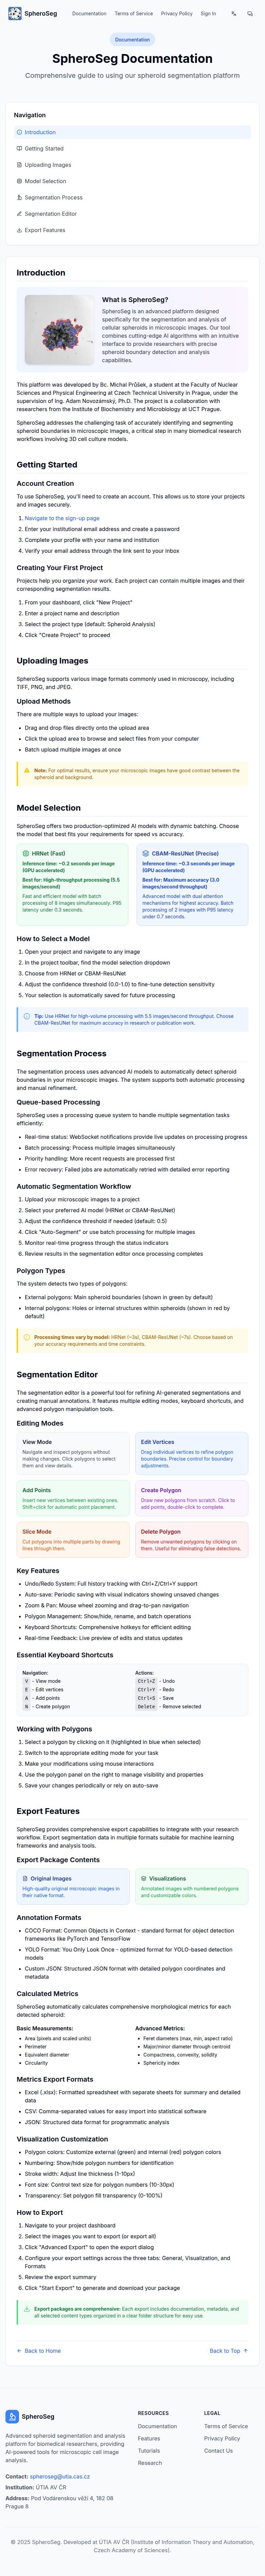 SpheroSeg
Documentation
Terms of Service
Privacy Policy
Sign In
Documentation
SpheroSeg Documentation
Comprehensive guide to using our spheroid segmentation platform
Navigation
Introduction
Getting Started
Uploading Images
Model Selection
Segmentation Process
Segmentation Editor
Export Features
Introduction
What is SpheroSeg?
SpheroSeg is an advanced platform designed
specifically for the segmentation and analysis of
cellular spheroids in microscopic images. Our tool
combines cutting-edge AI algorithms with an intuitive
interface to provide researchers with precise
spheroid boundary detection and analysis
capabilities.
This platform was developed by Bc. Michal Průšek, a student at the Faculty of Nuclear
Sciences and Physical Engineering at Czech Technical University in Prague, under the
supervision of Ing. Adam Novozámský, Ph.D. The project is a collaboration with
researchers from the Institute of Biochemistry and Microbiology at UCT Prague.
SpheroSeg addresses the challenging task of accurately identifying and segmenting
spheroid boundaries in microscopic images, a critical step in many biomedical research
workflows involving 3D cell culture models.
Getting Started
Account Creation
To use SpheroSeg, you'll need to create an account. This allows us to store your projects
and images securely.
1. Navigate to the sign-up page
2. Enter your institutional email address and create a password
3. Complete your profile with your name and institution
4. Verify your email address through the link sent to your inbox
Creating Your First Project
Projects help you organize your work. Each project can contain multiple images and their
corresponding segmentation results.
1. From your dashboard, click "New Project"
2. Enter a project name and description
3. Select the project type (default: Spheroid Analysis)
4. Click "Create Project" to proceed
Uploading Images
SpheroSeg supports various image formats commonly used in microscopy, including
TIFF, PNG, and JPEG.
Upload Methods
There are multiple ways to upload your images:
• Drag and drop files directly onto the upload area
• Click the upload area to browse and select files from your computer
• Batch upload multiple images at once
Note: For optimal results, ensure your microscopic images have good contrast between the
spheroid and background.
Model Selection
SpheroSeg offers two production-optimized AI models with dynamic batching. Choose
the model that best fits your requirements for speed vs accuracy.
HRNet (Fast)
Inference time: ~0.2 seconds per image
(GPU accelerated)
Best for: High-throughput processing (5.5
images/second)
Fast and efficient model with batch
processing of 8 images simultaneously. P95
latency under 0.3 seconds.
CBAM-ResUNet (Precise)
Inference time: ~0.3 seconds per image
(GPU accelerated)
Best for: Maximum accuracy (3.0
images/second throughput)
Advanced model with dual attention
mechanisms for highest accuracy. Batch
processing of 2 images with P95 latency
under 0.7 seconds.
How to Select a Model
1. Open your project and navigate to any image
2. In the project toolbar, find the model selection dropdown
3. Choose from HRNet or CBAM-ResUNet
4. Adjust the confidence threshold (0.0-1.0) to fine-tune detection sensitivity
5. Your selection is automatically saved for future processing
Tip: Use HRNet for high-volume processing with 5.5 images/second throughput. Choose
CBAM-ResUNet for maximum accuracy in research or publication work.
Segmentation Process
The segmentation process uses advanced AI models to automatically detect spheroid
boundaries in your microscopic images. The system supports both automatic processing
and manual refinement.
Queue-based Processing
SpheroSeg uses a processing queue system to handle multiple segmentation tasks
efficiently:
• Real-time status: WebSocket notifications provide live updates on processing progress
• Batch processing: Process multiple images simultaneously
• Priority handling: More recent requests are processed first
• Error recovery: Failed jobs are automatically retried with detailed error reporting
Automatic Segmentation Workflow
1. Upload your microscopic images to a project
2. Select your preferred AI model (HRNet or CBAM-ResUNet)
3. Adjust the confidence threshold if needed (default: 0.5)
4. Click "Auto-Segment" or use batch processing for multiple images
5. Monitor real-time progress through the status indicators
6. Review results in the segmentation editor once processing completes
Polygon Types
The system detects two types of polygons:
• External polygons: Main spheroid boundaries (shown in green by default)
• Internal polygons: Holes or internal structures within spheroids (shown in red by
default)
Processing times vary by model: HRNet (~3s), CBAM-ResUNet (~7s). Choose based on
your accuracy requirements and time constraints.
Segmentation Editor
The segmentation editor is a powerful tool for refining AI-generated segmentations and
creating manual annotations. It features multiple editing modes, keyboard shortcuts, and
advanced polygon manipulation tools.
Editing Modes
View Mode
Navigate and inspect polygons without
making changes. Click polygons to select
them and view details.
Edit Vertices
Drag individual vertices to refine polygon
boundaries. Precise control for boundary
adjustments.
Add Points
Insert new vertices between existing ones.
Shift+click for automatic point placement.
Create Polygon
Draw new polygons from scratch. Click to
add points, double-click to complete.
Slice Mode
Cut polygons into multiple parts by drawing
lines through them.
Delete Polygon
Remove unwanted polygons by clicking on
them. Useful for eliminating false detections.
Key Features
• Undo/Redo System: Full history tracking with Ctrl+Z/Ctrl+Y support
• Auto-save: Periodic saving with visual indicators showing unsaved changes
• Zoom & Pan: Mouse wheel zooming and drag-to-pan navigation
• Polygon Management: Show/hide, rename, and batch operations
• Keyboard Shortcuts: Comprehensive hotkeys for efficient editing
• Real-time Feedback: Live preview of edits and status updates
Essential Keyboard Shortcuts
Navigation:
V - View mode
E - Edit vertices
A - Add points
N - Create polygon
Actions:
Ctrl+Z - Undo
Ctrl+Y - Redo
Ctrl+S - Save
Delete - Remove selected
Working with Polygons
1. Select a polygon by clicking on it (highlighted in blue when selected)
2. Switch to the appropriate editing mode for your task
3. Make your modifications using mouse interactions
4. Use the polygon panel on the right to manage visibility and properties
5. Save your changes periodically or rely on auto-save
Export Features
SpheroSeg provides comprehensive export capabilities to integrate with your research
workflow. Export segmentation data in multiple formats suitable for machine learning
frameworks and analysis tools.
Export Package Contents
Original Images
High-quality original microscopic images in
their native format.
Visualizations
Annotated images with numbered polygons
and customizable colors.
Annotation Formats
• COCO Format: Common Objects in Context - standard format for object detection
frameworks like PyTorch and TensorFlow
• YOLO Format: You Only Look Once - optimized format for YOLO-based detection
models
• Custom JSON: Structured JSON format with detailed polygon coordinates and
metadata
Calculated Metrics
SpheroSeg automatically calculates comprehensive morphological metrics for each
detected spheroid:
Basic Measurements:
• Area (pixels and scaled units)
• Perimeter
• Equivalent diameter
• Circularity
Advanced Metrics:
• Feret diameters (max, min, aspect ratio)
• Major/minor diameter through centroid
• Compactness, convexity, solidity
• Sphericity index
Metrics Export Formats
• Excel (.xlsx): Formatted spreadsheet with separate sheets for summary and detailed
data
• CSV: Comma-separated values for easy import into statistical software
• JSON: Structured data format for programmatic analysis
Visualization Customization
• Polygon colors: Customize external (green) and internal (red) polygon colors
• Numbering: Show/hide polygon numbers for identification
• Stroke width: Adjust line thickness (1-10px)
• Font size: Control text size for polygon numbers (10-30px)
• Transparency: Set polygon fill transparency (0-100%)
How to Export
1. Navigate to your project dashboard
2. Select the images you want to export (or export all)
3. Click "Advanced Export" to open the export dialog
4. Configure your export settings across the three tabs: General, Visualization, and
Formats
5. Review the export summary
6. Click "Start Export" to generate and download your package
Export packages are comprehensive: Each export includes documentation, metadata, and
all selected content types organized in a clear folder structure for easy use.
← Back to Home
Back to Top ↑
SpheroSeg
Advanced spheroid segmentation and analysis
platform for biomedical researchers, providing
AI-powered tools for microscopic cell image
analysis.
Contact: spheroseg@utia.cas.cz
Institution: ÚTIA AV ČR
Address: Pod Vodárenskou věží 4, 182 08
Prague 8
RESOURCES
Documentation
Features
Tutorials
Research
LEGAL
Terms of Service
Privacy Policy
Contact Us
© 2025 SpheroSeg. Developed at ÚTIA AV ČR (Institute of Information Theory and Automation,
Czech Academy of Sciences).